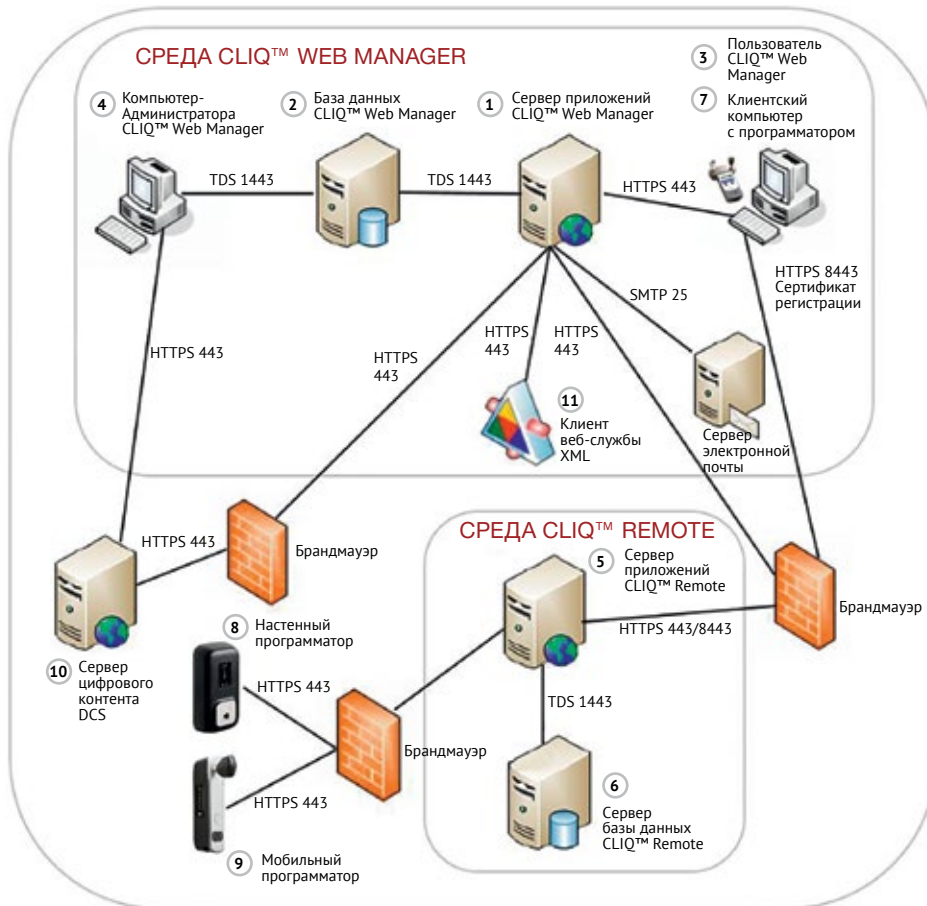 СРЕДА CLIQ™ WEB MANAGER
3
Пользователь
CLIQ™ Web
Manager
4
Компьютер-
Администратора
CLIQ™ Web Manager
2
База данных
CLIQ™ Web Manager
1
Сервер приложений
CLIQ™ Web Manager
7
Клиентский
компьютер
с программатором
TDS 1443
TDS 1443
HTTPS 443
HTTPS 8443
Сертификат
регистрации
SMTP 25
HTTPS 443
HTTPS
443
HTTPS
443
HTTPS
443
11
Клиент
веб-службы
XML
Сервер
электронной
почты
СРЕДА CLIQ™ REMOTE
HTTPS 443
Брандмауэр
5
Сервер
приложений
CLIQ™ Remote
Брандмауэр
HTTPS 443/8443
8
Настенный
программатор
10
Сервер
цифрового
контента
DCS
HTTPS 443
TDS 1443
Брандмауэр
HTTPS 443
6
Сервер
базы данных
CLIQ™ Remote
9
Мобильный
программатор